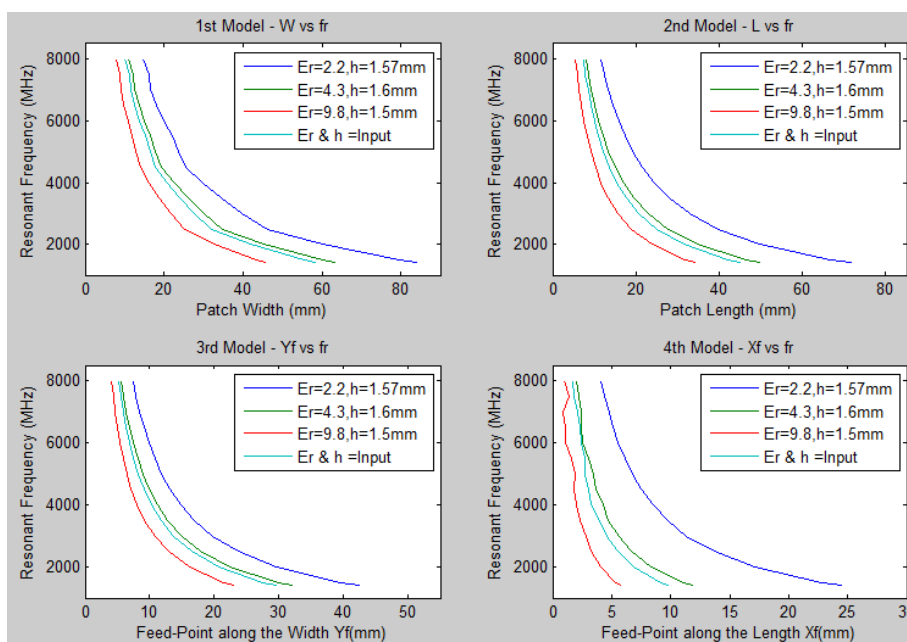 1st Model - W vs fr
Resonant Frequency (MHz)
8000
6000
4000
2000
Er=2.2,h=1.57mm
Er=4.3,h=1.6mm
Er=9.8,h=1.5mm
Er & h =Input
0 20 40 60 80
Patch Width (mm)
2nd Model - L vs fr
Resonant Frequency (MHz)
8000
6000
4000
2000
0
Er=2.2,h=1.57mm
Er=4.3,h=1.6mm
Er=9.8,h=1.5mm
Er & h =Input
0 20 40 60 80
Patch Length (mm)
3rd Model - Yf vs fr
Resonant Frequency (MHz)
8000
6000
4000
2000
Er=2.2,h=1.57mm
Er=4.3,h=1.6mm
Er=9.8,h=1.5mm
Er & h =Input
0 10 20 30 40 50
Feed-Point along the Width Yf(mm)
4th Model - Xf vs fr
Resonant Frequency (MHz)
8000
6000
4000
2000
Er=2.2,h=1.57mm
Er=4.3,h=1.6mm
Er=9.8,h=1.5mm
Er & h =Input
0 5 10 15 20 25 30
Feed-Point along the Length Xf(mm)